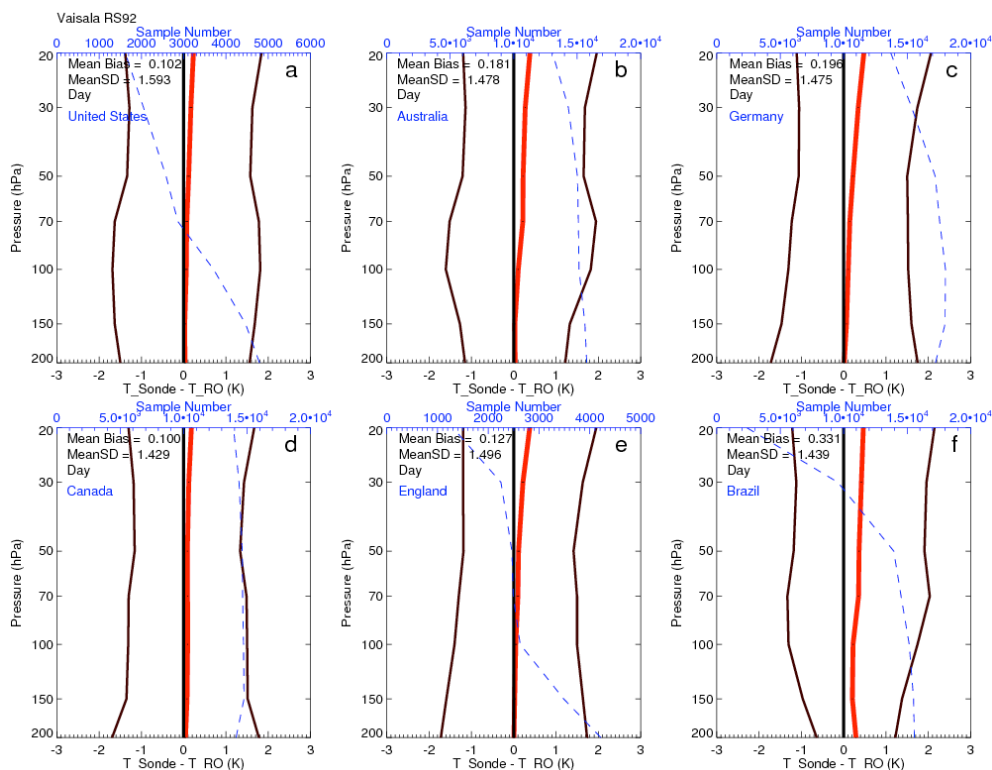 Vaisala RS92
Sample Number
0 1000 2000 3000 4000 5000 6000
Mean Bias = 0.102
MeanSD = 1.593
Day
United States
a
Pressure (hPa)
20
30
50
70
100
150
200
-3 -2 -1 0 1 2 3
T_Sonde - T_RO (K)
Sample Number
0 5.0•10³ 1.0•10⁴ 1.5•10⁴ 2.0•10⁴
Mean Bias = 0.181
MeanSD = 1.478
Day
Australia
b
Pressure (hPa)
20
30
50
70
100
150
200
-3 -2 -1 0 1 2 3
T_Sonde - T_RO (K)
Sample Number
0 5.0•10³ 1.0•10⁴ 1.5•10⁴ 2.0•10⁴
Mean Bias = 0.196
MeanSD = 1.475
Day
Germany
c
Pressure (hPa)
20
30
50
70
100
150
200
-3 -2 -1 0 1 2 3
T_Sonde - T_RO (K)
Sample Number
0 5.0•10³ 1.0•10⁴ 1.5•10⁴ 2.0•10⁴
Mean Bias = 0.100
MeanSD = 1.429
Day
Canada
d
Pressure (hPa)
20
30
50
70
100
150
200
-3 -2 -1 0 1 2 3
T_Sonde - T_RO (K)
Sample Number
0 1000 2000 3000 4000 5000
Mean Bias = 0.127
MeanSD = 1.496
Day
England
e
Pressure (hPa)
20
30
50
70
100
150
200
-3 -2 -1 0 1 2 3
T_Sonde - T_RO (K)
Sample Number
0 5.0•10³ 1.0•10⁴ 1.5•10⁴ 2.0•10⁴
Mean Bias = 0.331
MeanSD = 1.439
Day
Brazil
f
Pressure (hPa)
20
30
50
70
100
150
200
-3 -2 -1 0 1 2 3
T_Sonde - T_RO (K)